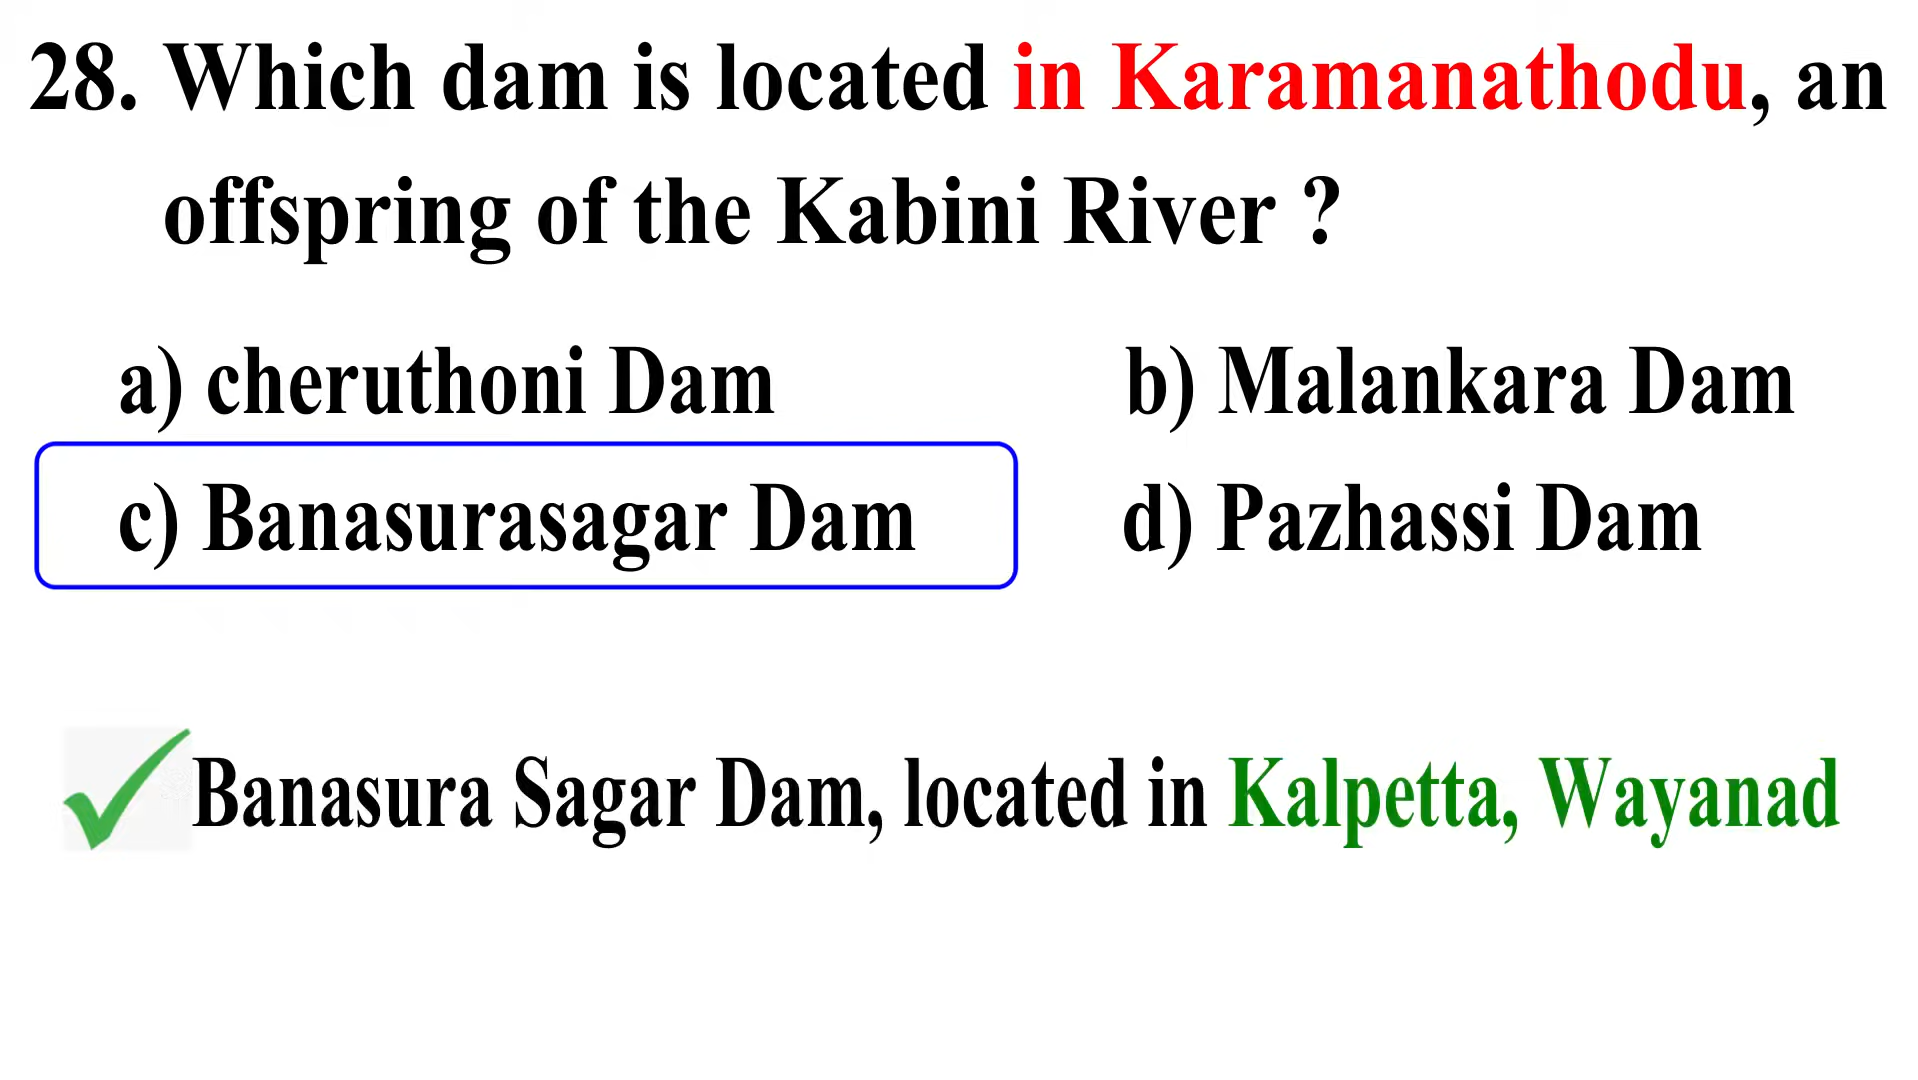 28. Which dam is located in Karamanathodu, an
offspring of the Kabini River ?
a) cheruthoni Dam b) Malankara Dam
c) Banasurasagar Dam d) Pazhassi Dam
Banasura Sagar Dam, located in Kalpetta, Wayanad